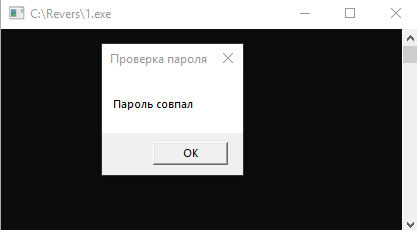 C:\Revers\1.exe
Проверка пароля
Пароль совпал
OK